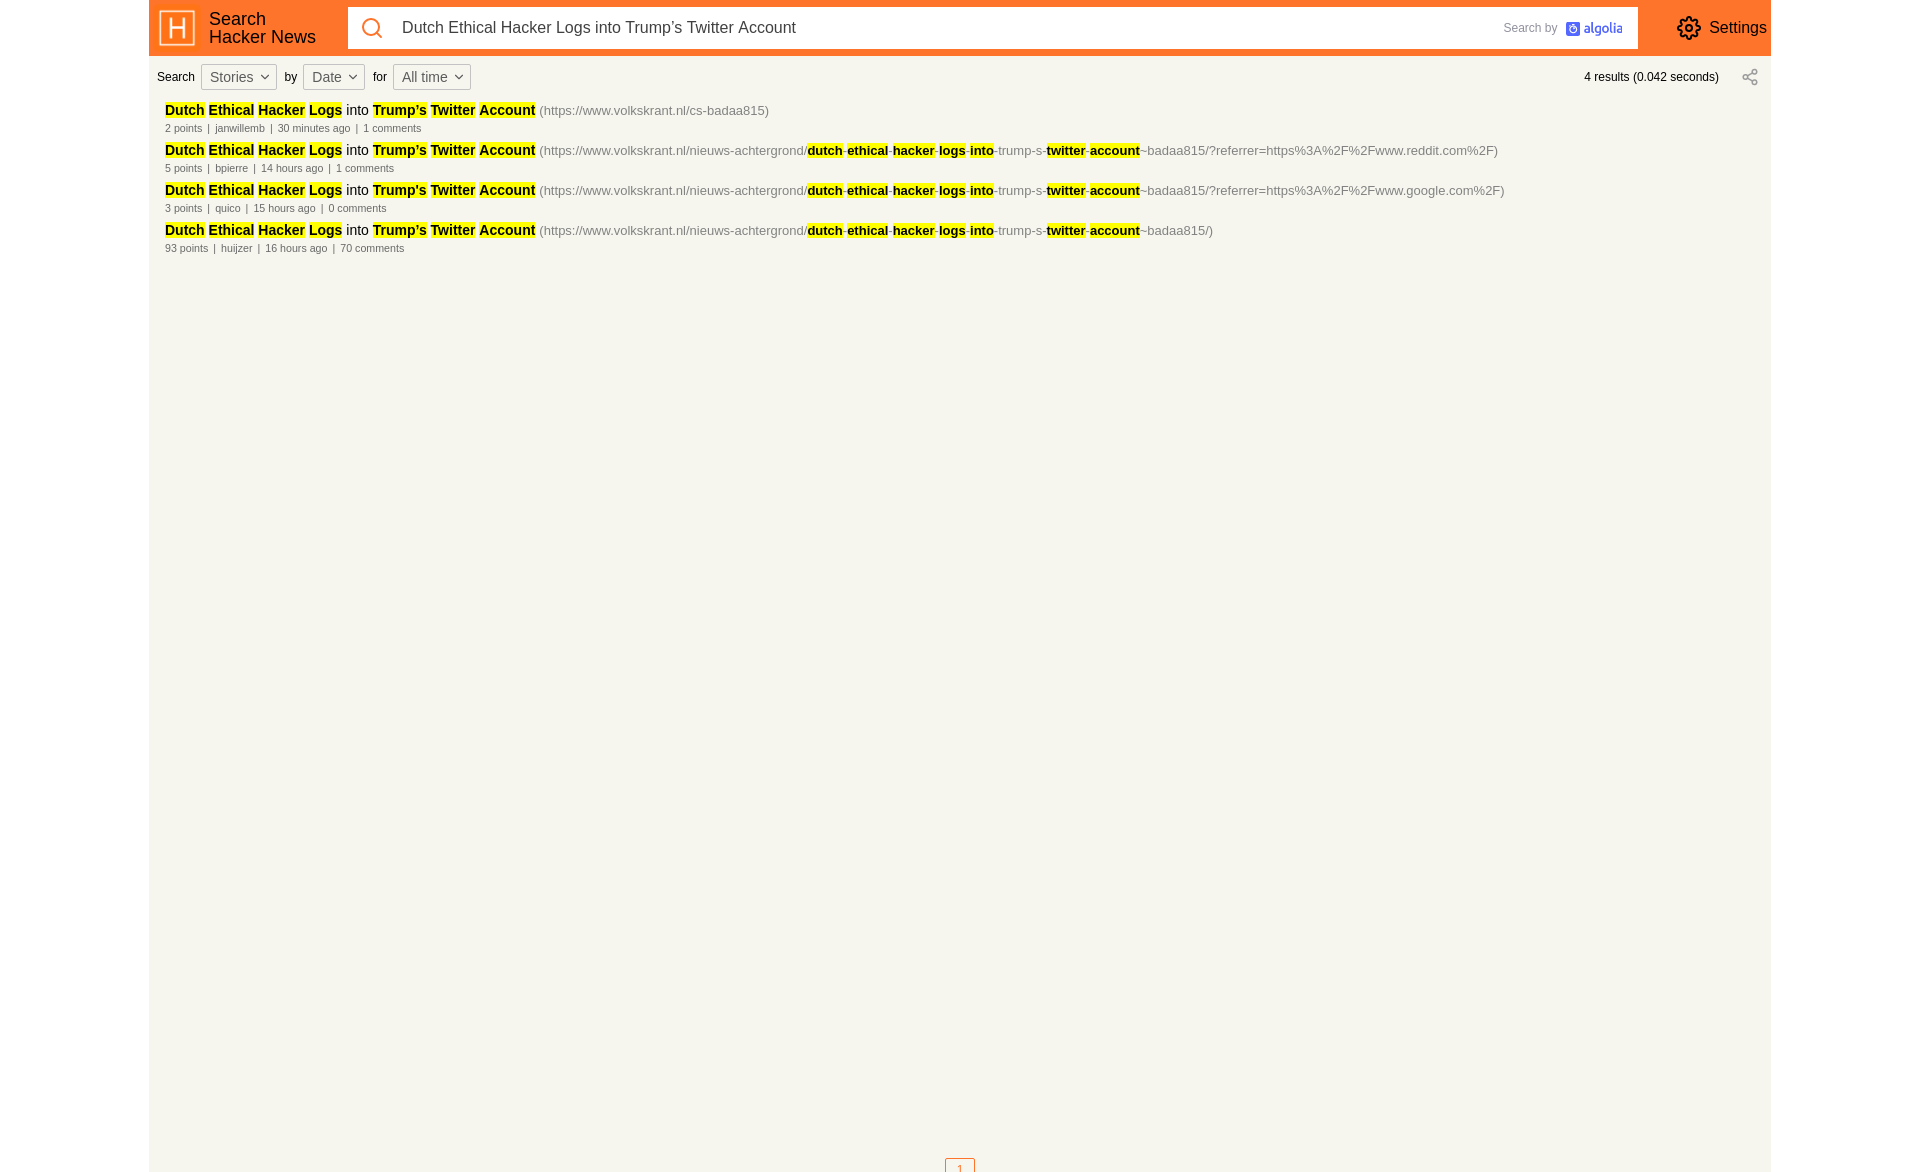 Search
Hacker News
Dutch Ethical Hacker Logs into Trump’s Twitter Account
Search by algolia
Settings
Search Stories by Date for All time
4 results (0.042 seconds)
Dutch Ethical Hacker Logs into Trump’s Twitter Account (https://www.volkskrant.nl/cs-badaa815)
2 points | janwillemb | 30 minutes ago | 1 comments
Dutch Ethical Hacker Logs into Trump’s Twitter Account (https://www.volkskrant.nl/nieuws-achtergrond/dutch-ethical-hacker-logs-into-trump-s-twitter-account~badaa815/?referrer=https%3A%2F%2Fwww.reddit.com%2F)
5 points | bpierre | 14 hours ago | 1 comments
Dutch Ethical Hacker Logs into Trump's Twitter Account (https://www.volkskrant.nl/nieuws-achtergrond/dutch-ethical-hacker-logs-into-trump-s-twitter-account~badaa815/?referrer=https%3A%2F%2Fwww.google.com%2F)
3 points | quico | 15 hours ago | 0 comments
Dutch Ethical Hacker Logs into Trump’s Twitter Account (https://www.volkskrant.nl/nieuws-achtergrond/dutch-ethical-hacker-logs-into-trump-s-twitter-account~badaa815/)
93 points | huijzer | 16 hours ago | 70 comments
1